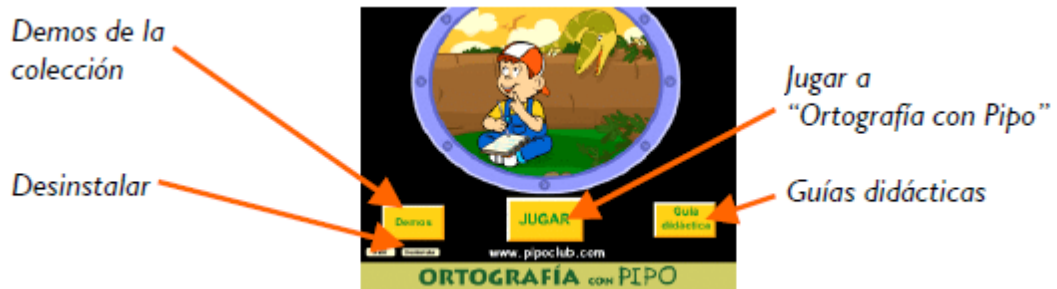 Demos de la
colección
Desinstalar
Jugar a
“Ortografía con Pipo”
Guías didácticas
Demos
JUGAR
Guía
didáctica
www.pipoclub.com
ORTOGRAFÍA CON PIPO